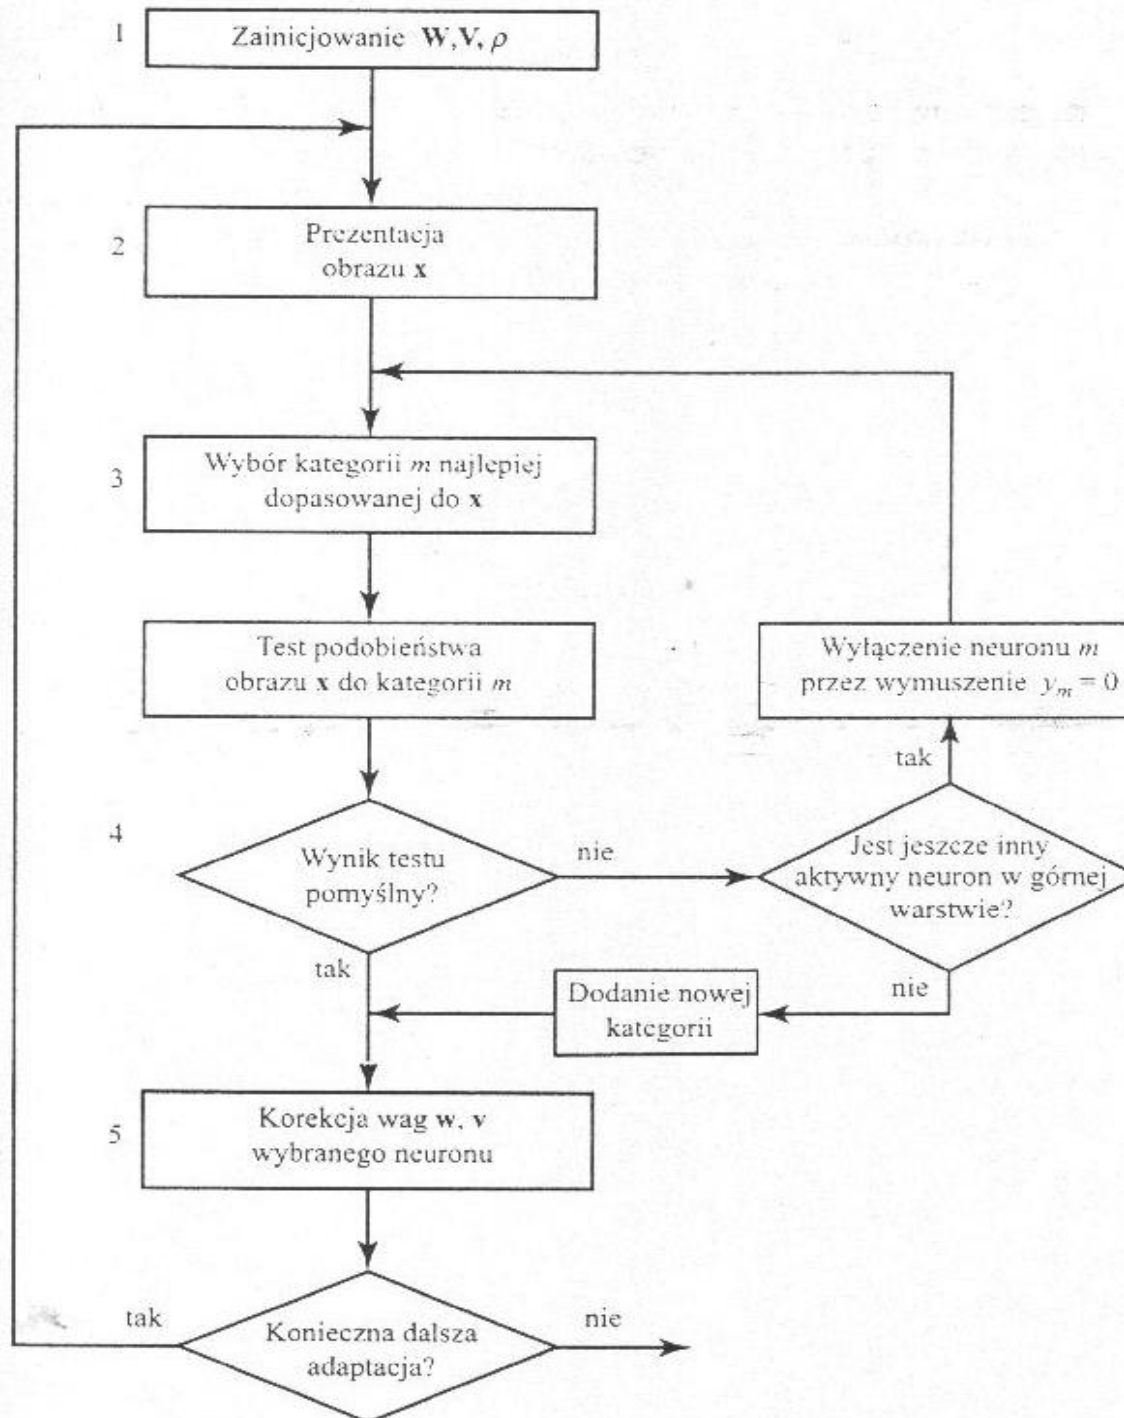 1
Zainicjowanie W,V, ρ
2
Prezentacja
obrazu x
3
Wybór kategorii m najlepiej
dopasowanej do x
Test podobieństwa
obrazu x do kategorii m
Wyłączenie neuronu m
przez wymuszenie y_m = 0
tak
4
Wynik testu
pomyślny?
nie
Jest jeszcze inny
aktywny neuron w górnej
warstwie?
tak
nie
Dodanie nowej
kategorii
5
Korekcja wag w, v
wybranego neuronu
tak
Konieczna dalsza
adaptacja?
nie